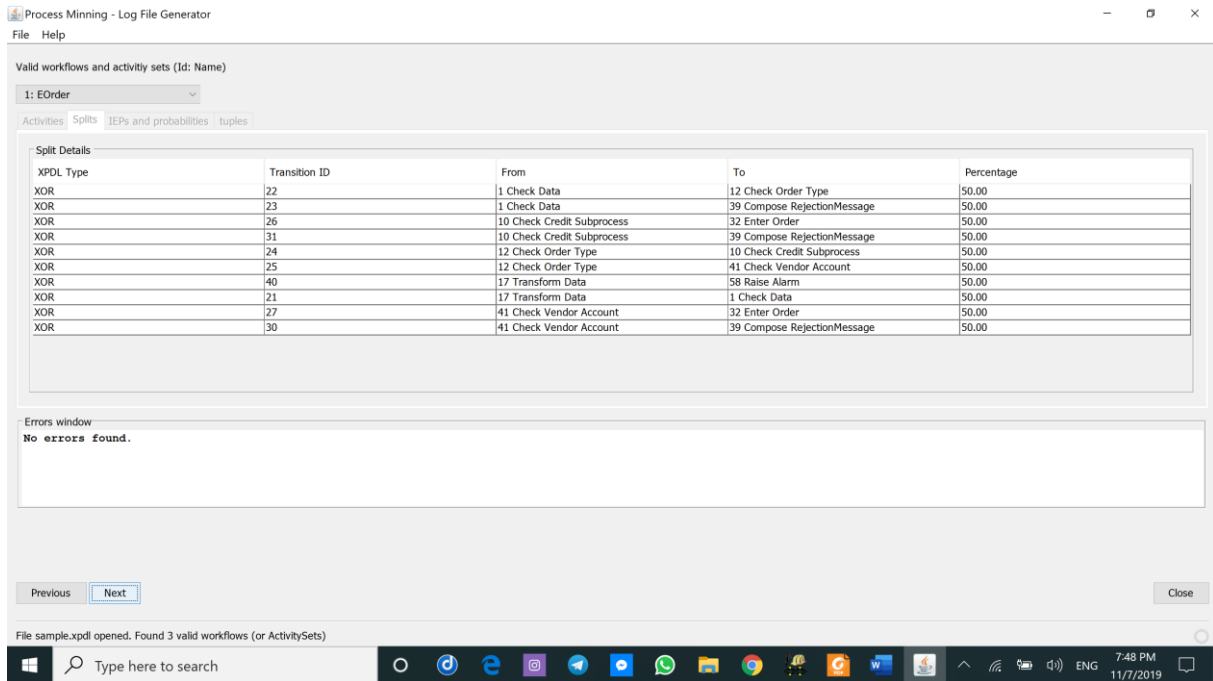 Process Minning - Log File Generator
File Help
Valid workflows and activitiy sets (Id: Name)
1: EOrder
Activities Splits IEPs and probabilities tuples
Split Details
XPDL Type Transition ID From To Percentage
XOR 22 1 Check Data 12 Check Order Type 50.00
XOR 23 1 Check Data 39 Compose RejectionMessage 50.00
XOR 26 10 Check Credit Subprocess 32 Enter Order 50.00
XOR 31 10 Check Credit Subprocess 39 Compose RejectionMessage 50.00
XOR 24 12 Check Order Type 10 Check Credit Subprocess 50.00
XOR 25 12 Check Order Type 41 Check Vendor Account 50.00
XOR 40 17 Transform Data 58 Raise Alarm 50.00
XOR 21 17 Transform Data 1 Check Data 50.00
XOR 27 41 Check Vendor Account 32 Enter Order 50.00
XOR 30 41 Check Vendor Account 39 Compose RejectionMessage 50.00
Errors window
No errors found.
Previous Next Close
File sample.xpdl opened. Found 3 valid workflows (or ActivitySets)
Type here to search ENG 7:48 PM
11/7/2019